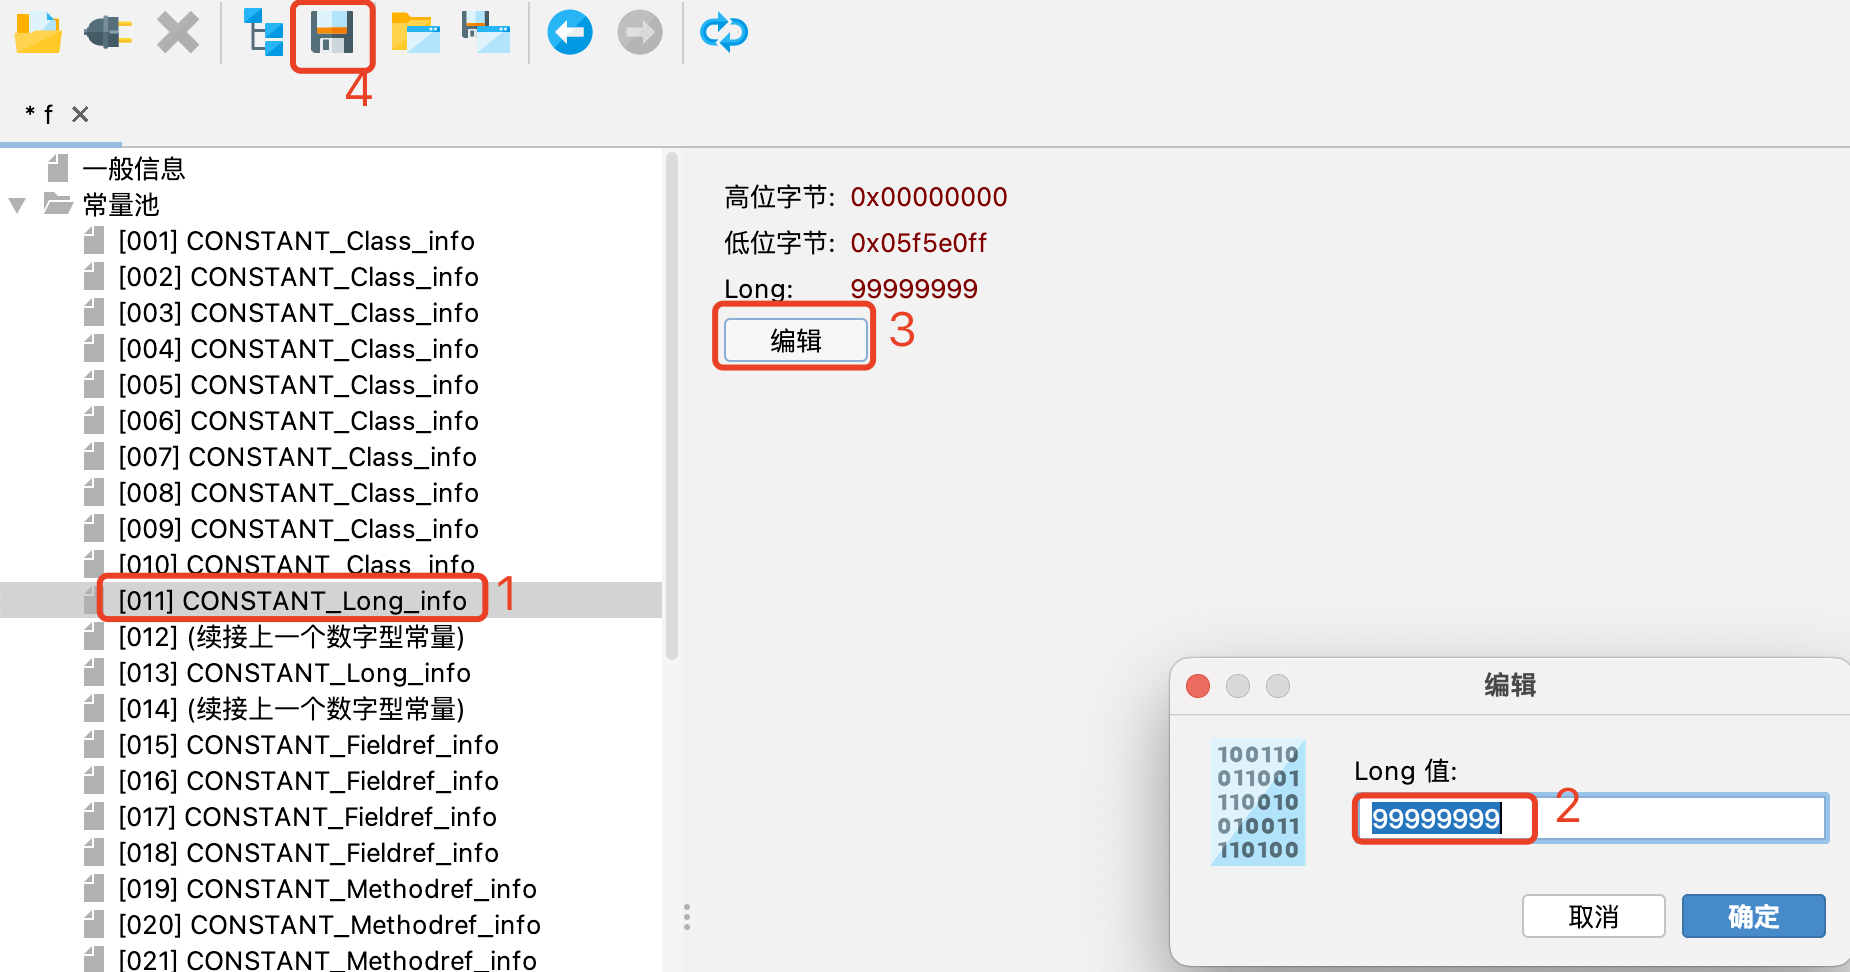 4
* f
一般信息
常量池
[001] CONSTANT_Class_info
[002] CONSTANT_Class_info
[003] CONSTANT_Class_info
[004] CONSTANT_Class_info
[005] CONSTANT_Class_info
[006] CONSTANT_Class_info
[007] CONSTANT_Class_info
[008] CONSTANT_Class_info
[009] CONSTANT_Class_info
[010] CONSTANT_Class_info
[011] CONSTANT_Long_info 1
[012] (续接上一个数字型常量)
[013] CONSTANT_Long_info
[014] (续接上一个数字型常量)
[015] CONSTANT_Fieldref_info
[016] CONSTANT_Fieldref_info
[017] CONSTANT_Fieldref_info
[018] CONSTANT_Fieldref_info
[019] CONSTANT_Methodref_info
[020] CONSTANT_Methodref_info
[021] CONSTANT_Methodref_info
高位字节: 0x00000000
低位字节: 0x05f5e0ff
Long: 99999999
编辑 3
编辑
100110
011001
110010
010011
110100
Long 值:
99999999 2
取消 确定